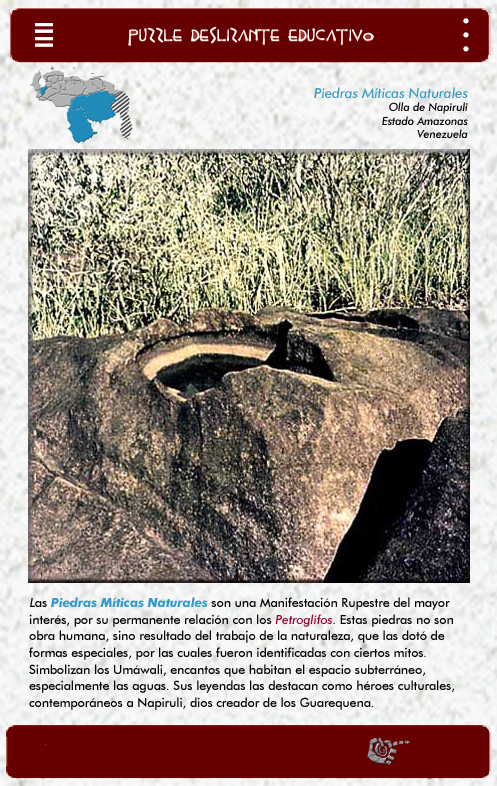 PUZZLE DESLIZANTE EDUCATIVO
Piedras Míticas Naturales
Olla de Napiruli
Estado Amazonas
Venezuela
Las Piedras Míticas Naturales son una Manifestación Rupestre del mayor
interés, por su permanente relación con los Petroglifos. Estas piedras no son
obra humana, sino resultado del trabajo de la naturaleza, que las dotó de
formas especiales, por las cuales fueron identificadas con ciertos mitos.
Simbolizan los Umáwali, encantos que habitan el espacio subterráneo,
especialmente las aguas. Sus leyendas las destacan como héroes culturales,
contemporáneos a Napiruli, dios creador de los Guarequena.